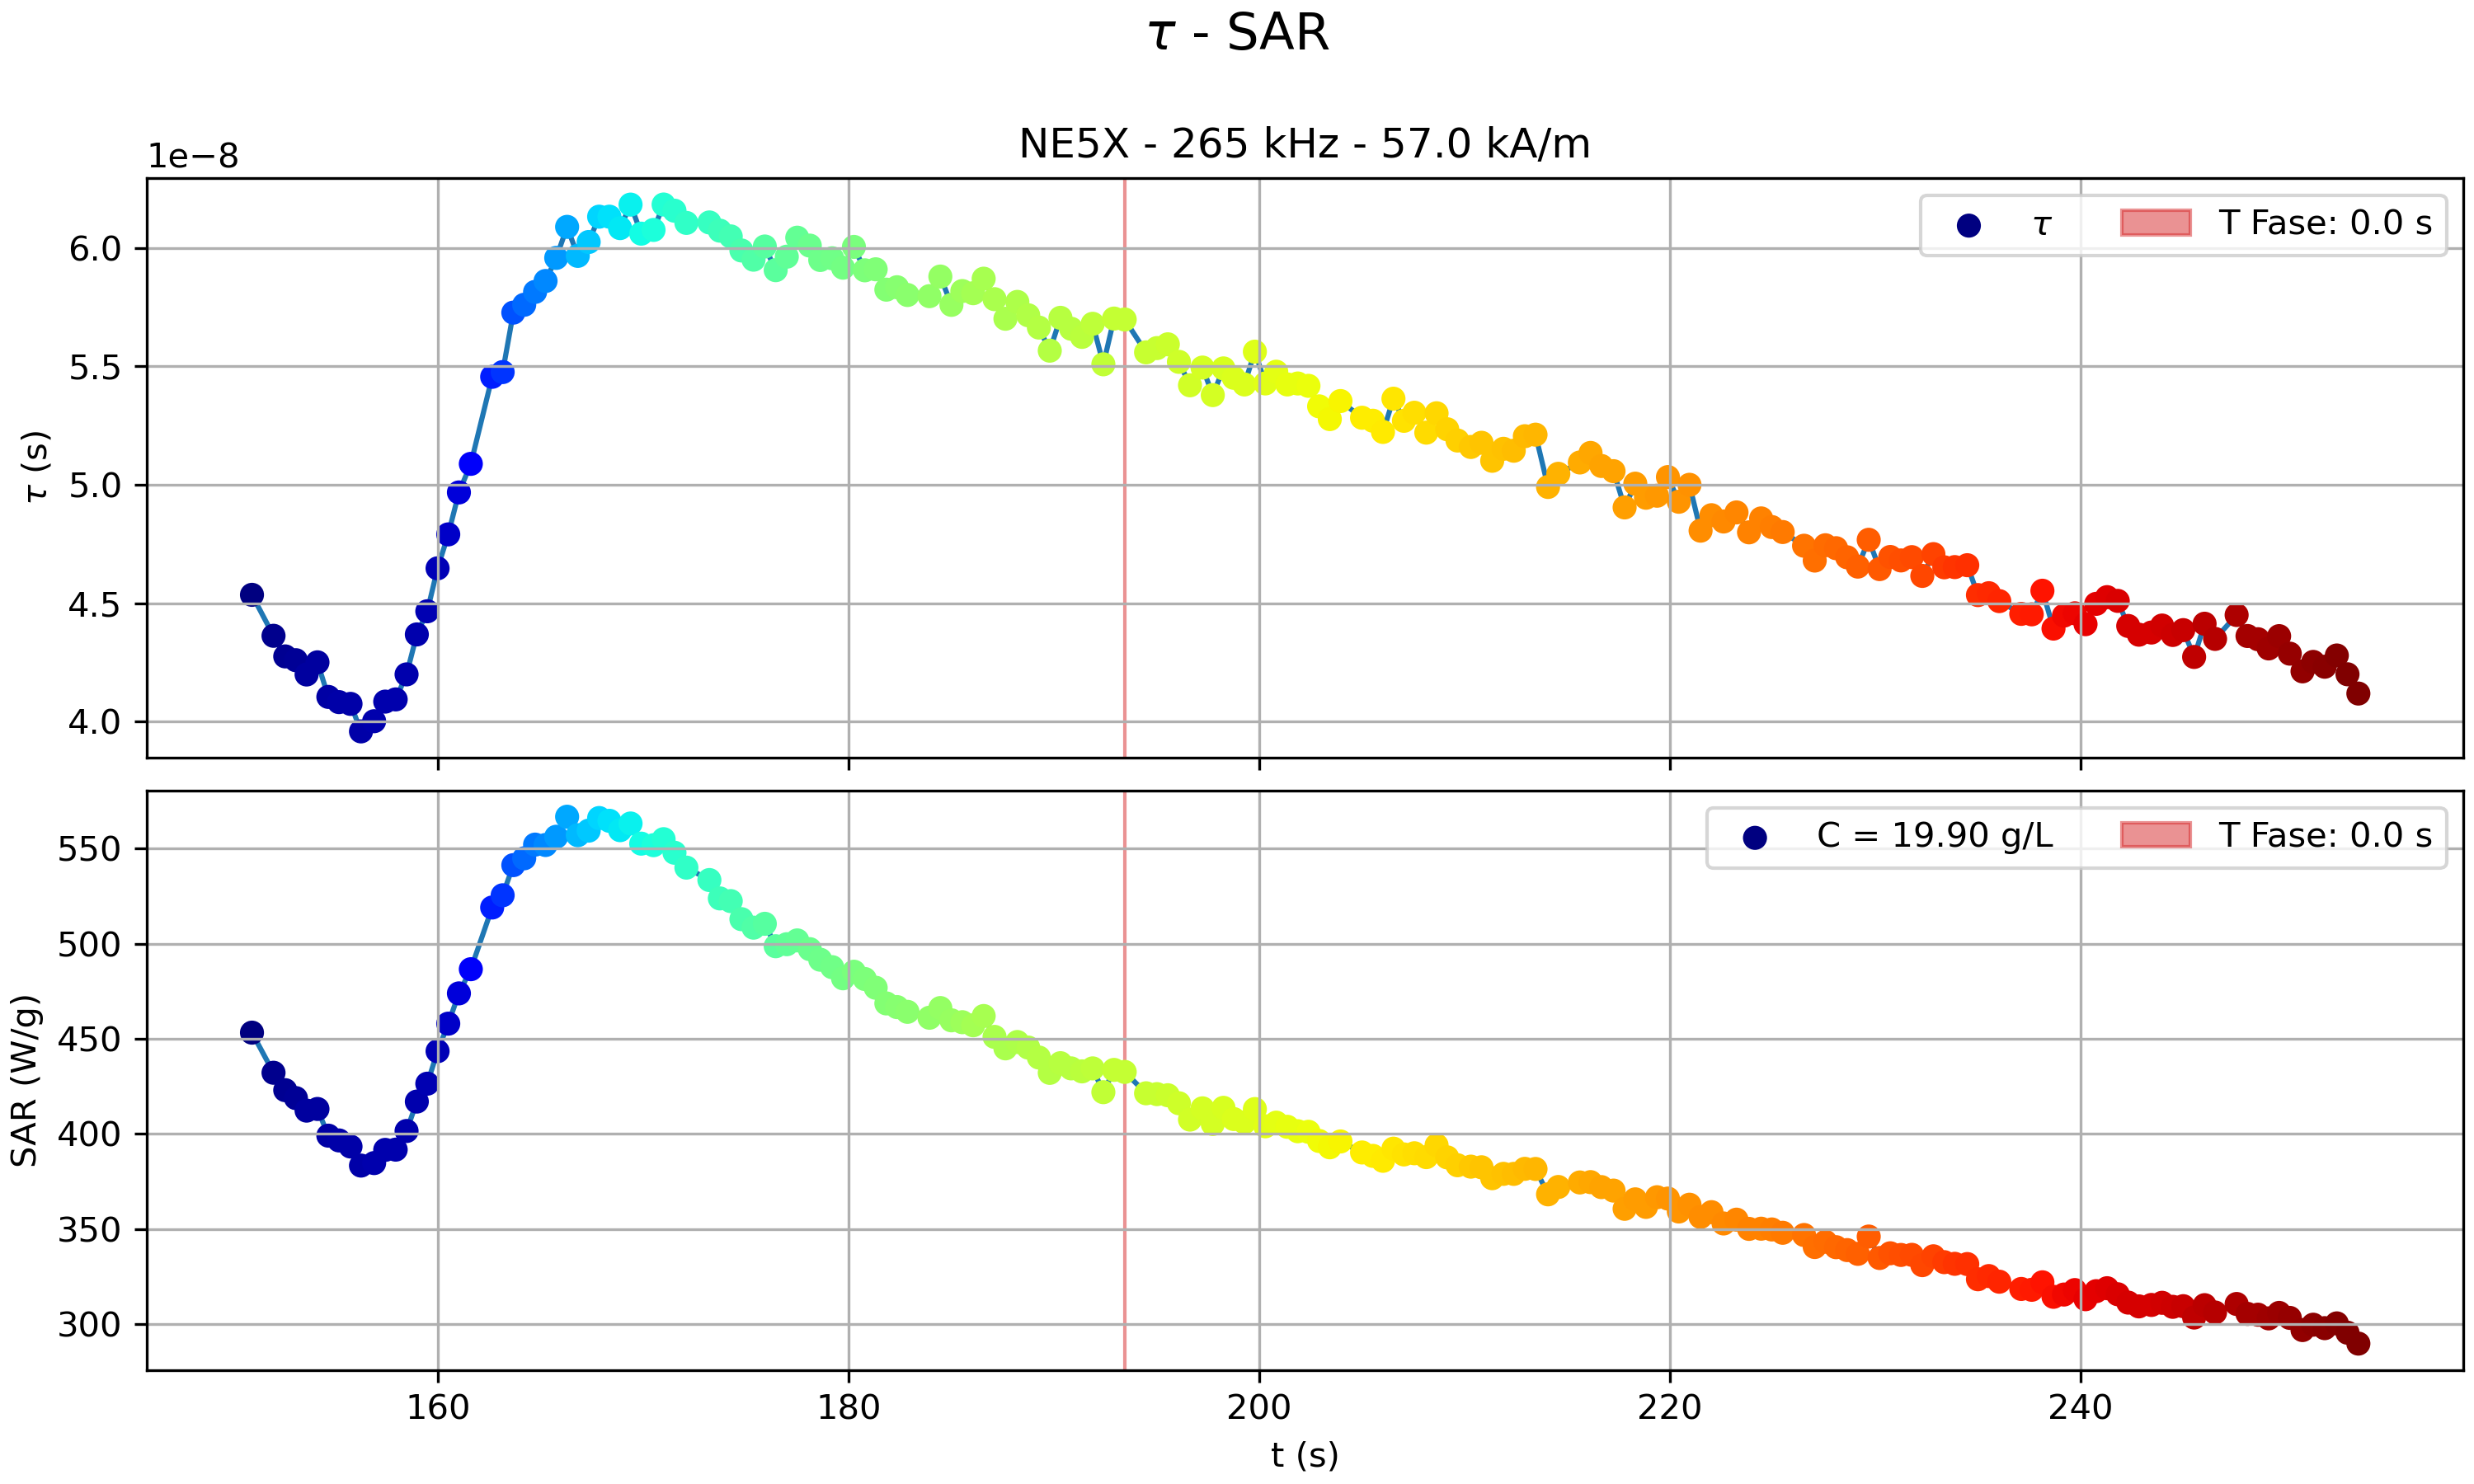 τ - SAR
NE5X - 265 kHz - 57.0 kA/m
1e−8
τ
T Fase: 0.0 s
6.0
5.5
5.0
4.5
4.0
τ (s)
C = 19.90 g/L
T Fase: 0.0 s
550
500
450
400
350
300
SAR (W/g)
160
180
200
220
240
t (s)